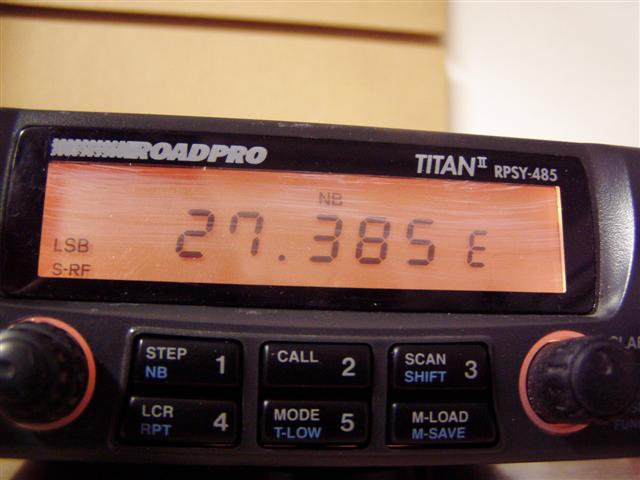 ROADPRO
TITAN II RPSY-485
NB
27.385 E
LSB
S-RF
STEP 1
NB
CALL 2
SCAN 3
SHIFT
LCR 4
RPT
MODE 5
T-LOW
M-LOAD
M-SAVE